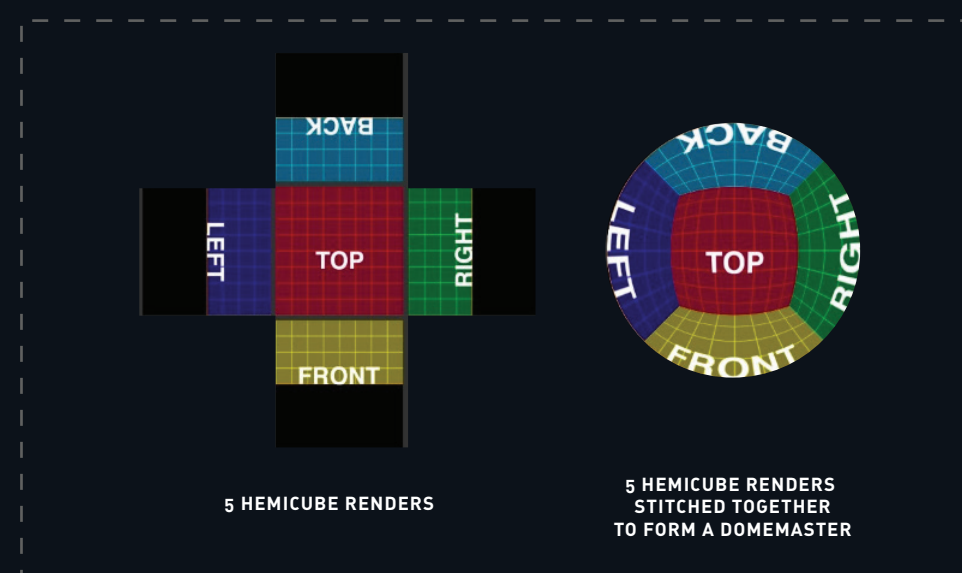 BACK
LEFT
TOP
RIGHT
FRONT
5 HEMICUBE RENDERS
BACK
LEFT
TOP
RIGHT
FRONT
5 HEMICUBE RENDERS
STITCHED TOGETHER
TO FORM A DOMEMASTER